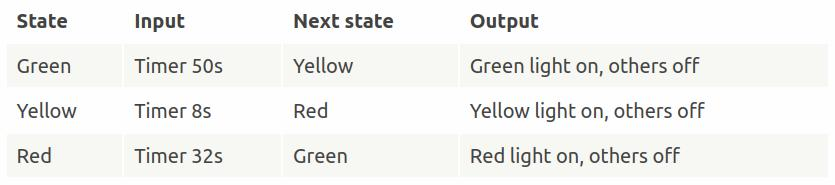 State Input Next state Output
Green Timer 50s Yellow Green light on, others off
Yellow Timer 8s Red Yellow light on, others off
Red Timer 32s Green Red light on, others off